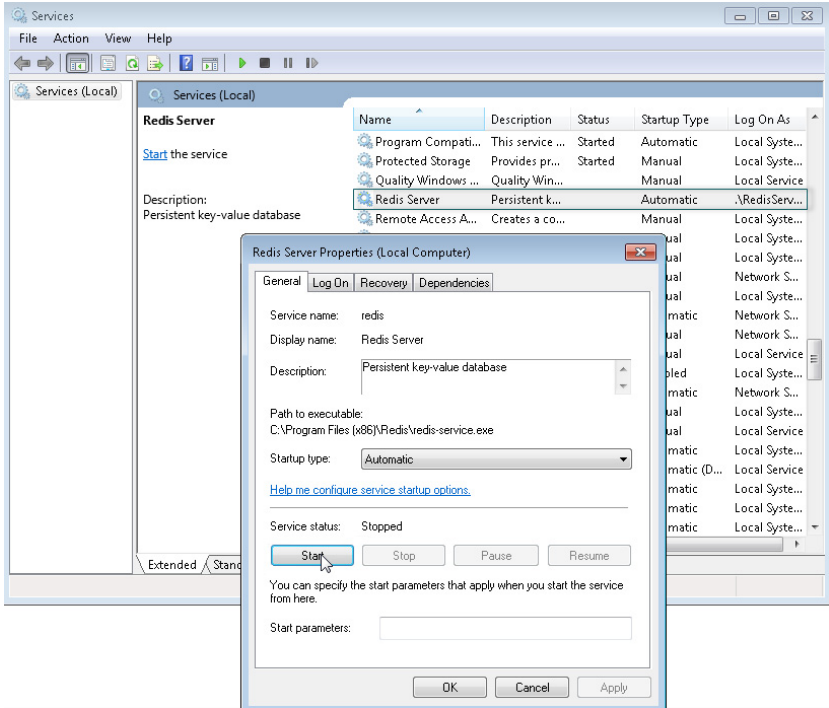 Services
File Action View Help
Services (Local)
Services (Local)
Redis Server
Start the service
Description:
Persistent key-value database
Name Description Status Startup Type Log On As
Program Compati... This service ... Started Automatic Local Syste...
Protected Storage Provides pr... Started Manual Local Syste...
Quality Windows ... Quality Win... Manual Local Service
Redis Server Persistent k... Automatic .\RedisServ...
Remote Access A... Creates a co... Manual Local Syste...
ual Local Syste...
ual Local Syste...
ual Network S...
ual Local Syste...
matic Network S...
ual Network S...
ual Local Service
bled Local Syste...
matic Network S...
ual Local Syste...
ual Local Service
matic Local Syste...
matic (D... Local Service
matic Local Syste...
matic Local Syste...
matic Local Syste...
Extended Stand
Redis Server Properties (Local Computer)
General Log On Recovery Dependencies
Service name: redis
Display name: Redis Server
Description: Persistent key-value database
Path to executable:
C:\Program Files (x86)\Redis\redis-service.exe
Startup type: Automatic
Help me configure service startup options.
Service status: Stopped
Start Stop Pause Resume
You can specify the start parameters that apply when you start the service
from here.
Start parameters:
OK Cancel Apply